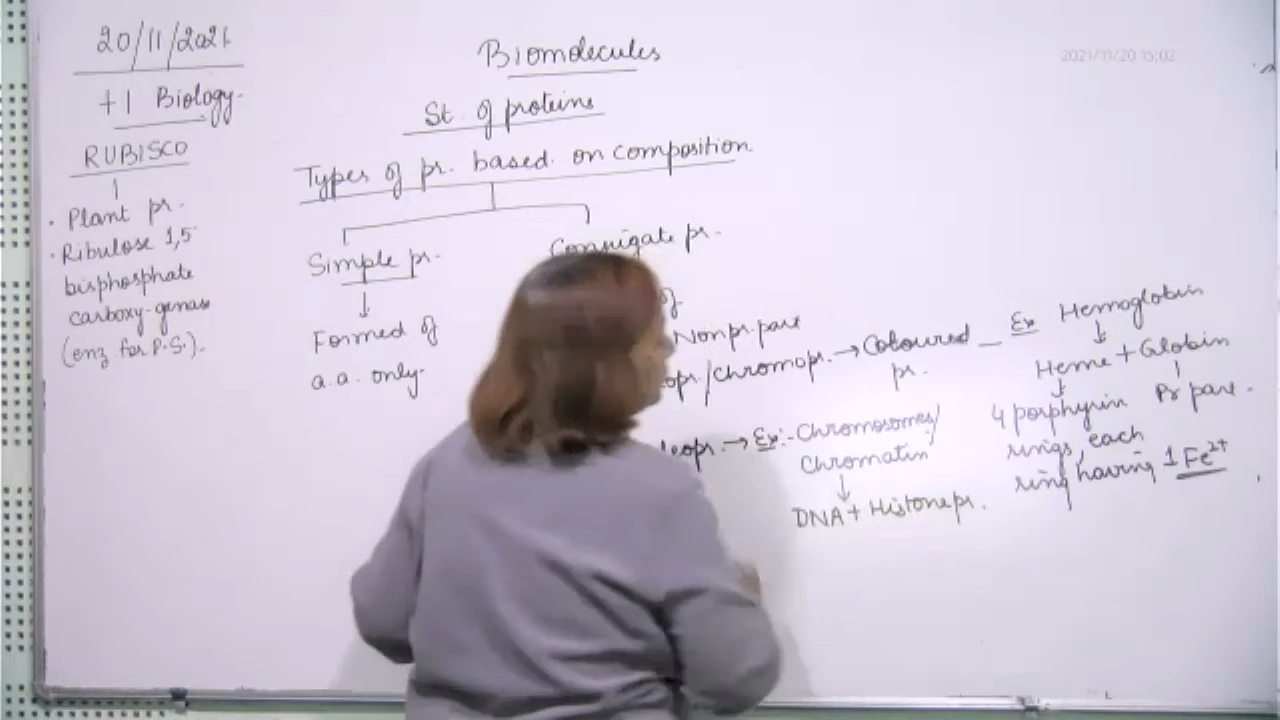 20/11/2021
+1 Biology.
RUBISCO
. Plant pr.
. Ribulose 1,5
bisphosphate
carboxy-genase
(enz for P.S.).
Biomolecules
St. of proteins
Types of pr. based on composition
Simple pr.
Formed of
a.a. only.
Conjugate pr.
of
Nonpr. part
/chromopr. → Coloured
pr.
Ex Hemoglobin
Heme + Globin
Pr part.
4 porphyrin
rings, each
ring having 1 Fe2+
→ Ex:- Chromosomes/
Chromatin
DNA + Histone pr.
2021/11/20 15:02